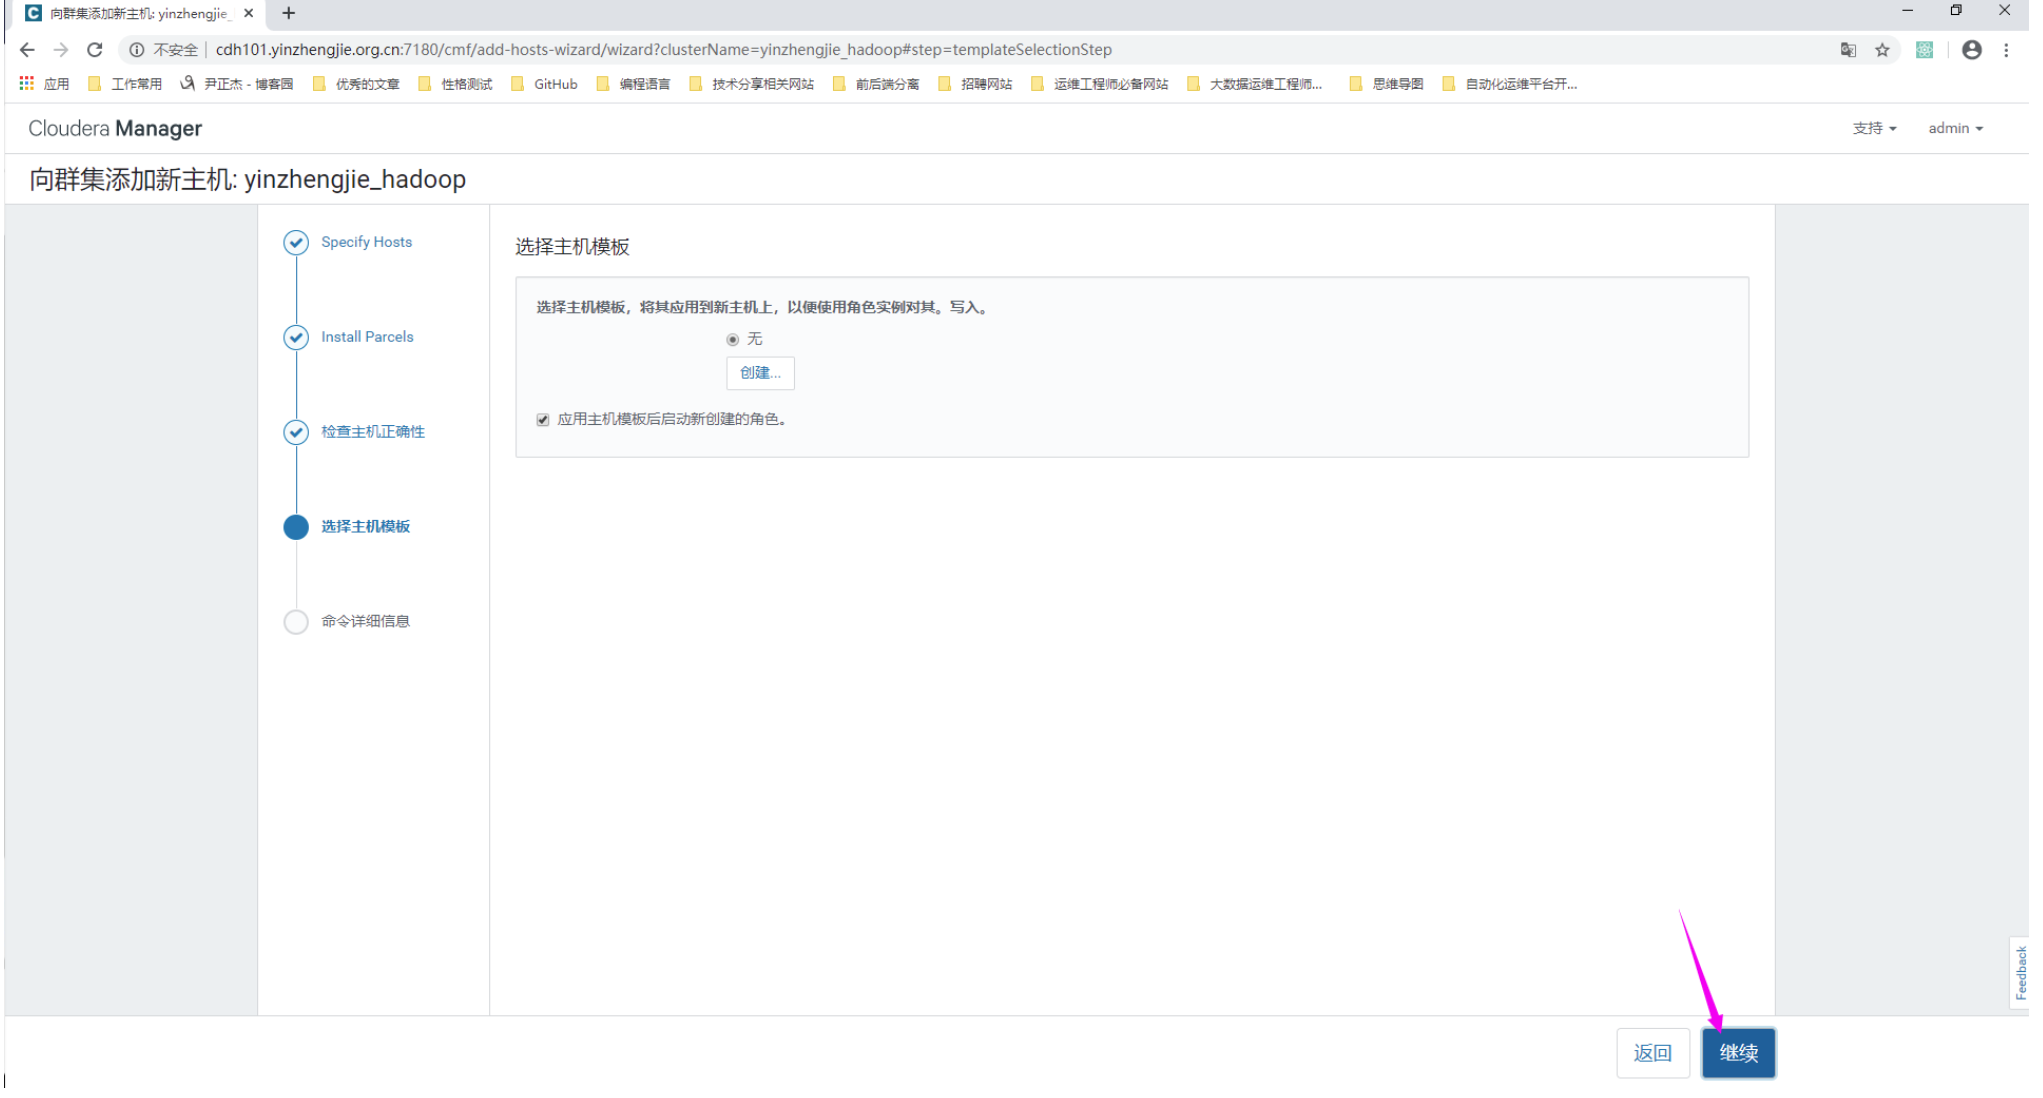 向群集添加新主机: yinzhengjie_
不安全 | cdh101.yinzhengjie.org.cn:7180/cmf/add-hosts-wizard/wizard?clusterName=yinzhengjie_hadoop#step=templateSelectionStep
应用 工作常用 尹正杰 - 博客园 优秀的文章 性格测试 GitHub 编程语言 技术分享相关网站 前后端分离 招聘网站 运维工程师必备网站 大数据运维工程师... 思维导图 自动化运维平台开...
Cloudera Manager 支持 admin
向群集添加新主机: yinzhengjie_hadoop
Specify Hosts
Install Parcels
检查主机正确性
选择主机模板
命令详细信息
选择主机模板
选择主机模板，将其应用到新主机上，以便使用角色实例对其。写入。
无
创建...
应用主机模板后启动新创建的角色。
Feedback
返回 继续